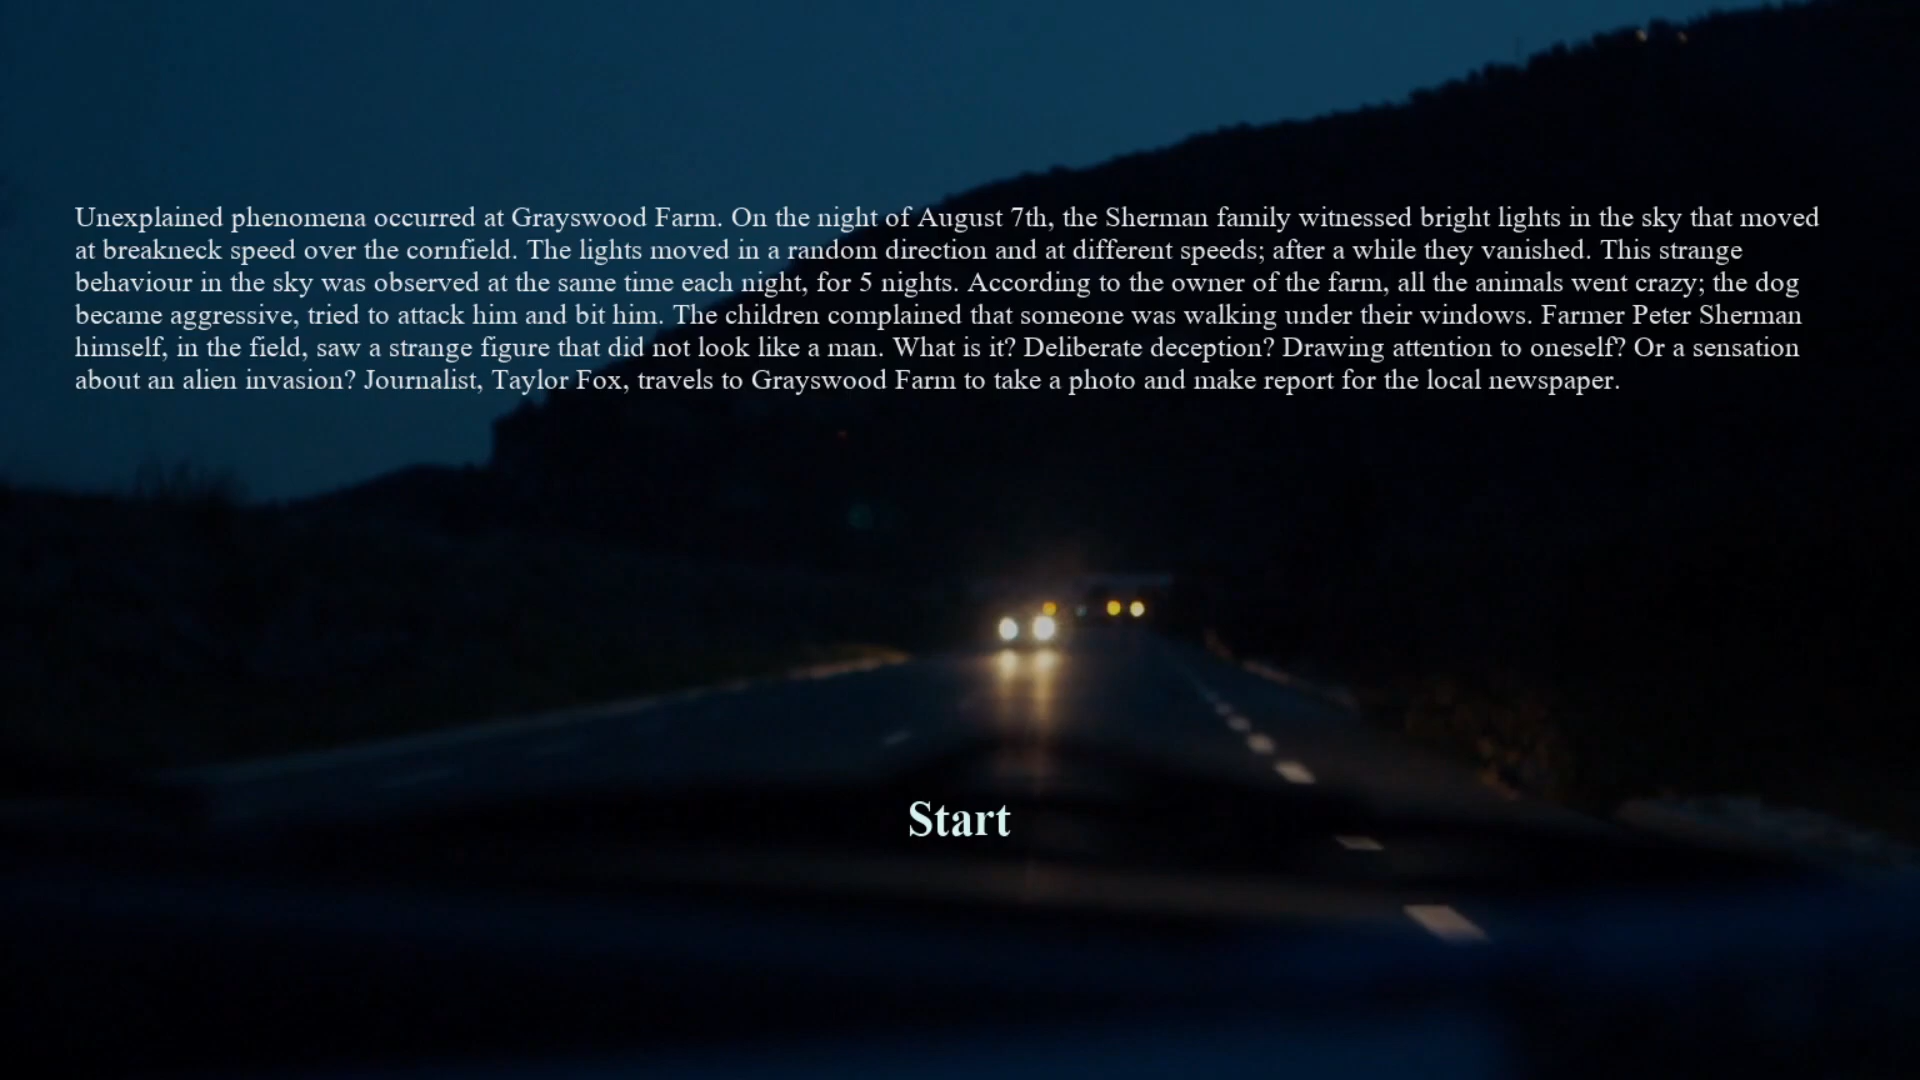 Unexplained phenomena occurred at Grayswood Farm. On the night of August 7th, the Sherman family witnessed bright lights in the sky that moved
at breakneck speed over the cornfield. The lights moved in a random direction and at different speeds; after a while they vanished. This strange
behaviour in the sky was observed at the same time each night, for 5 nights. According to the owner of the farm, all the animals went crazy; the dog
became aggressive, tried to attack him and bit him. The children complained that someone was walking under their windows. Farmer Peter Sherman
himself, in the field, saw a strange figure that did not look like a man. What is it? Deliberate deception? Drawing attention to oneself? Or a sensation
about an alien invasion? Journalist, Taylor Fox, travels to Grayswood Farm to take a photo and make report for the local newspaper.
Start